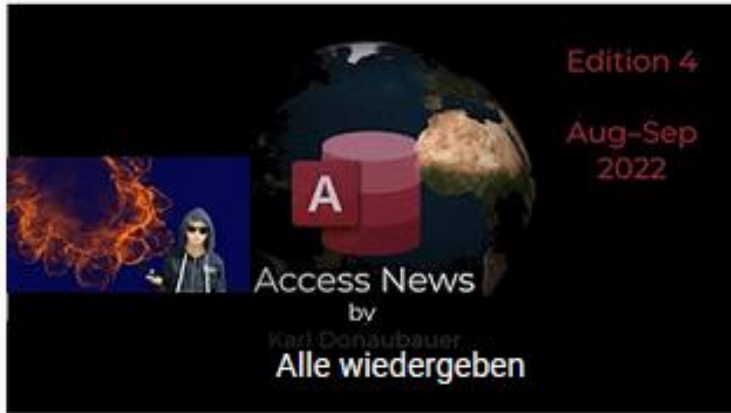 Edition 4
Aug–Sep
2022
A
Access News
by
Karl Donaubauer
Alle wiedergeben